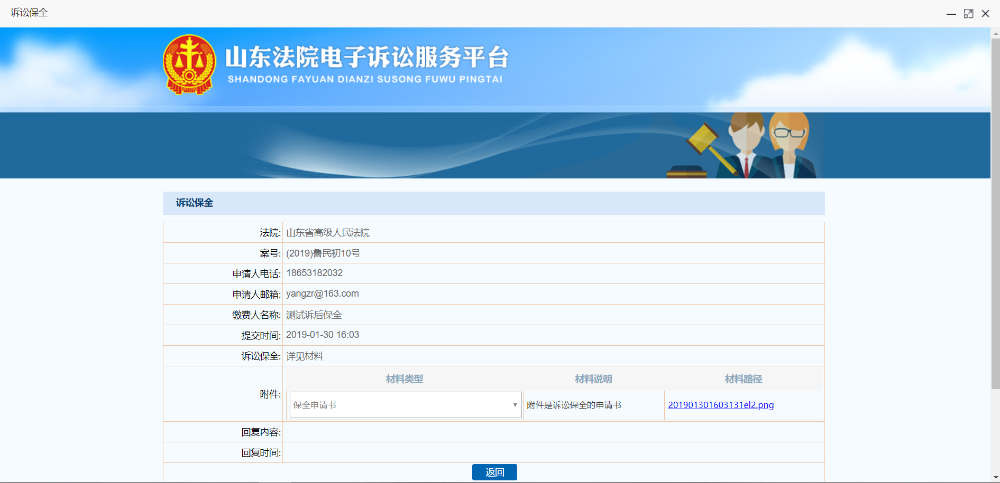 诉讼保全
山东法院电子诉讼服务平台
SHANDONG FAYUAN DIANZI SUSONG FUWU PINGTAI
诉讼保全
法院: 山东省高级人民法院
案号: (2019)鲁民初10号
申请人电话: 18653182032
申请人邮箱: yangzr@163.com
缴费人名称: 测试诉后保全
提交时间: 2019-01-30 16:03
诉讼保全: 详见材料
材料类型 材料说明 材料路径
附件: 保全申请书 附件是诉讼保全的申请书 201901301603131el2.png
回复内容:
回复时间:
返回